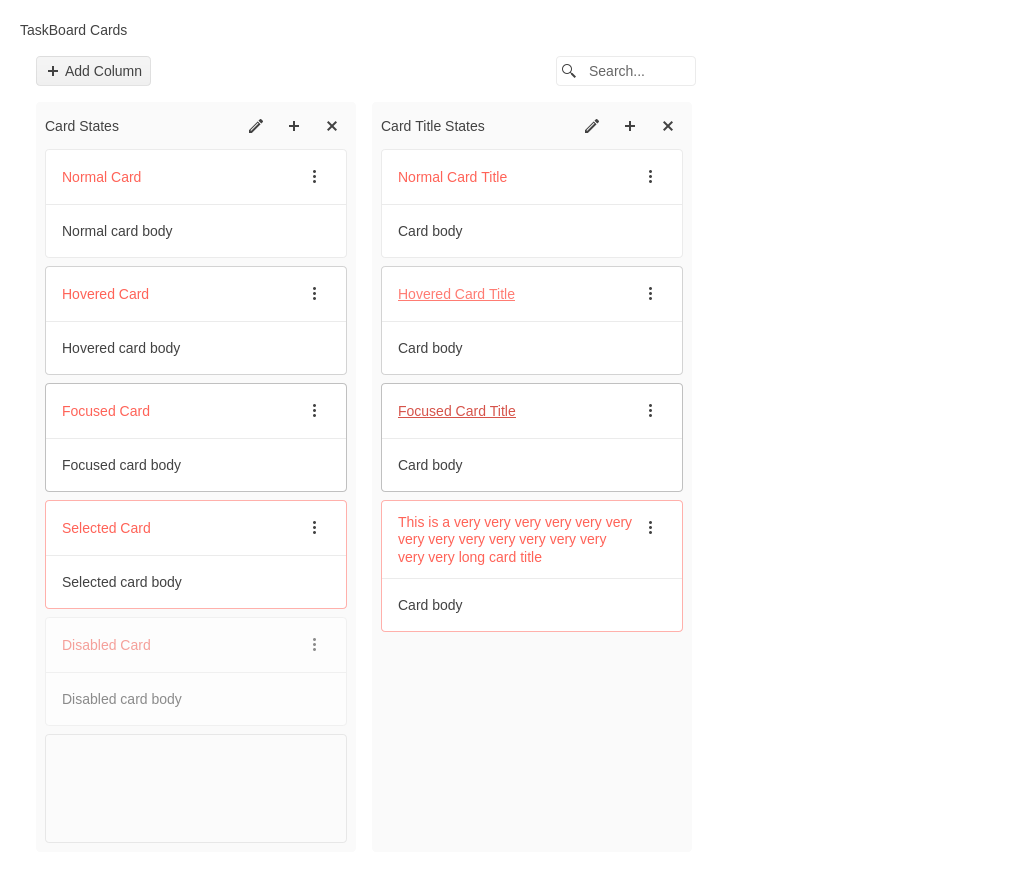 TaskBoard Cards
Add Column
Search...
Card States
Normal Card
Normal card body
Hovered Card
Hovered card body
Focused Card
Focused card body
Selected Card
Selected card body
Disabled Card
Disabled card body
Card Title States
Normal Card Title
Card body
Hovered Card Title
Card body
Focused Card Title
Card body
This is a very very very very very very
very very very very very very very
very very long card title
Card body